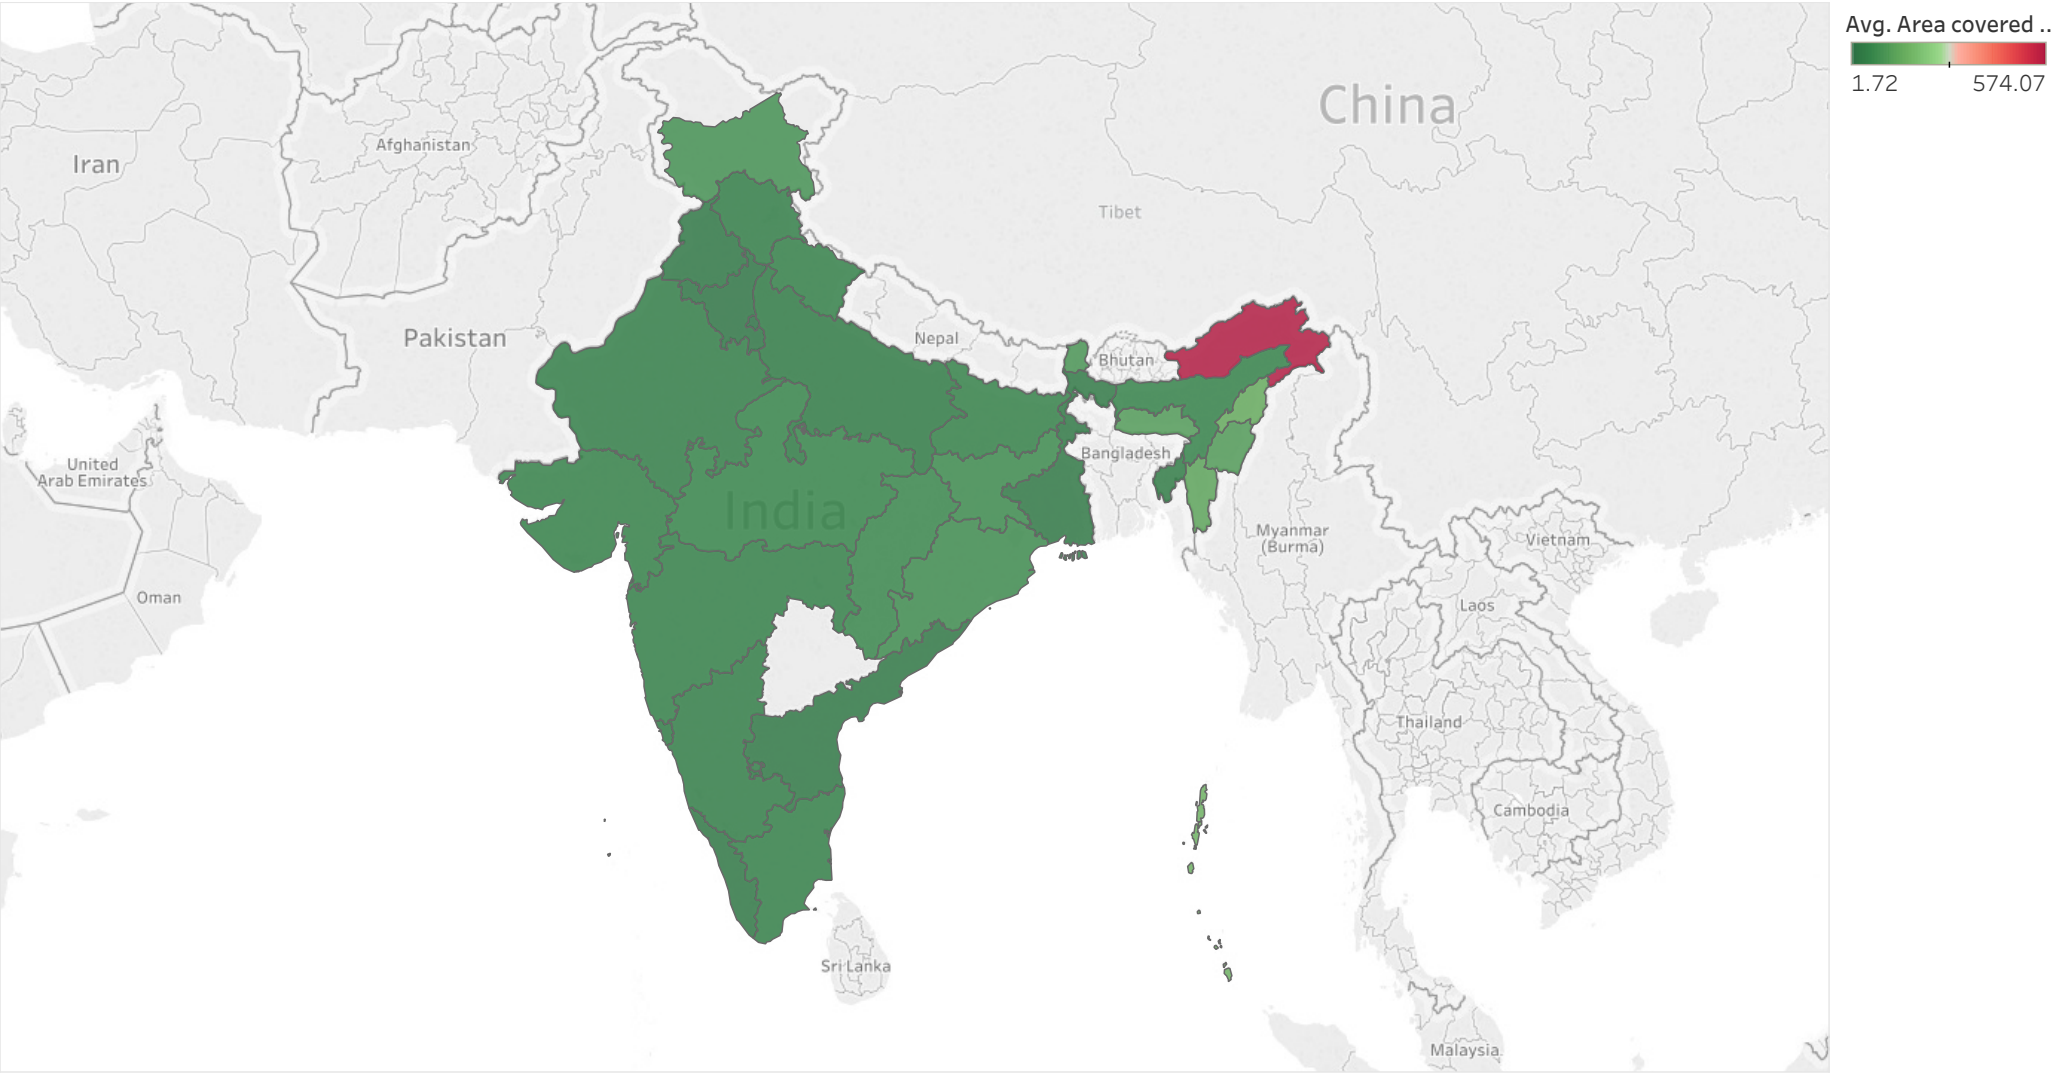 Avg. Area covered ..
1.72 574.07
China
Afghanistan
Iran
Tibet
Pakistan
Nepal
Bhutan
Bangladesh
United
Arab Emirates
India
Myanmar
(Burma)
Vietnam
Oman
Laos
Thailand
Cambodia
Sri Lanka
Malaysia